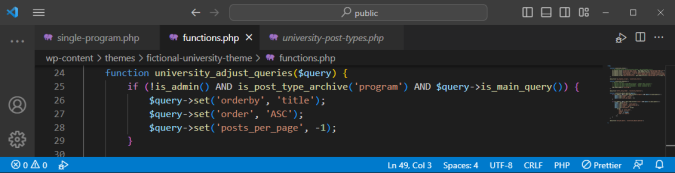 public
single-program.php
functions.php
university-post-types.php
wp-content > themes > fictional-university-theme > functions.php
24 function university_adjust_queries($query) {
25 if (!is_admin() AND is_post_type_archive('program') AND $query->is_main_query()) {
26 $query->set('orderby', 'title');
27 $query->set('order', 'ASC');
28 $query->set('posts_per_page', -1);
29 }
30
0 0 Ln 49, Col 3 Spaces: 4 UTF-8 CRLF PHP Prettier